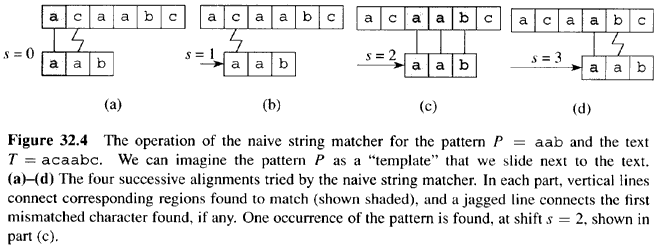 a c a a b c
a c a a b c
a c a a b c
a c a a b c
s = 0
a a b
s = 1
a a b
s = 2
a a b
s = 3
a a b
(a)
(b)
(c)
(d)
Figure 32.4 The operation of the naive string matcher for the pattern P = aab and the text
T = acaabc. We can imagine the pattern P as a “template” that we slide next to the text.
(a)–(d) The four successive alignments tried by the naive string matcher. In each part, vertical lines
connect corresponding regions found to match (shown shaded), and a jagged line connects the first
mismatched character found, if any. One occurrence of the pattern is found, at shift s = 2, shown in
part (c).